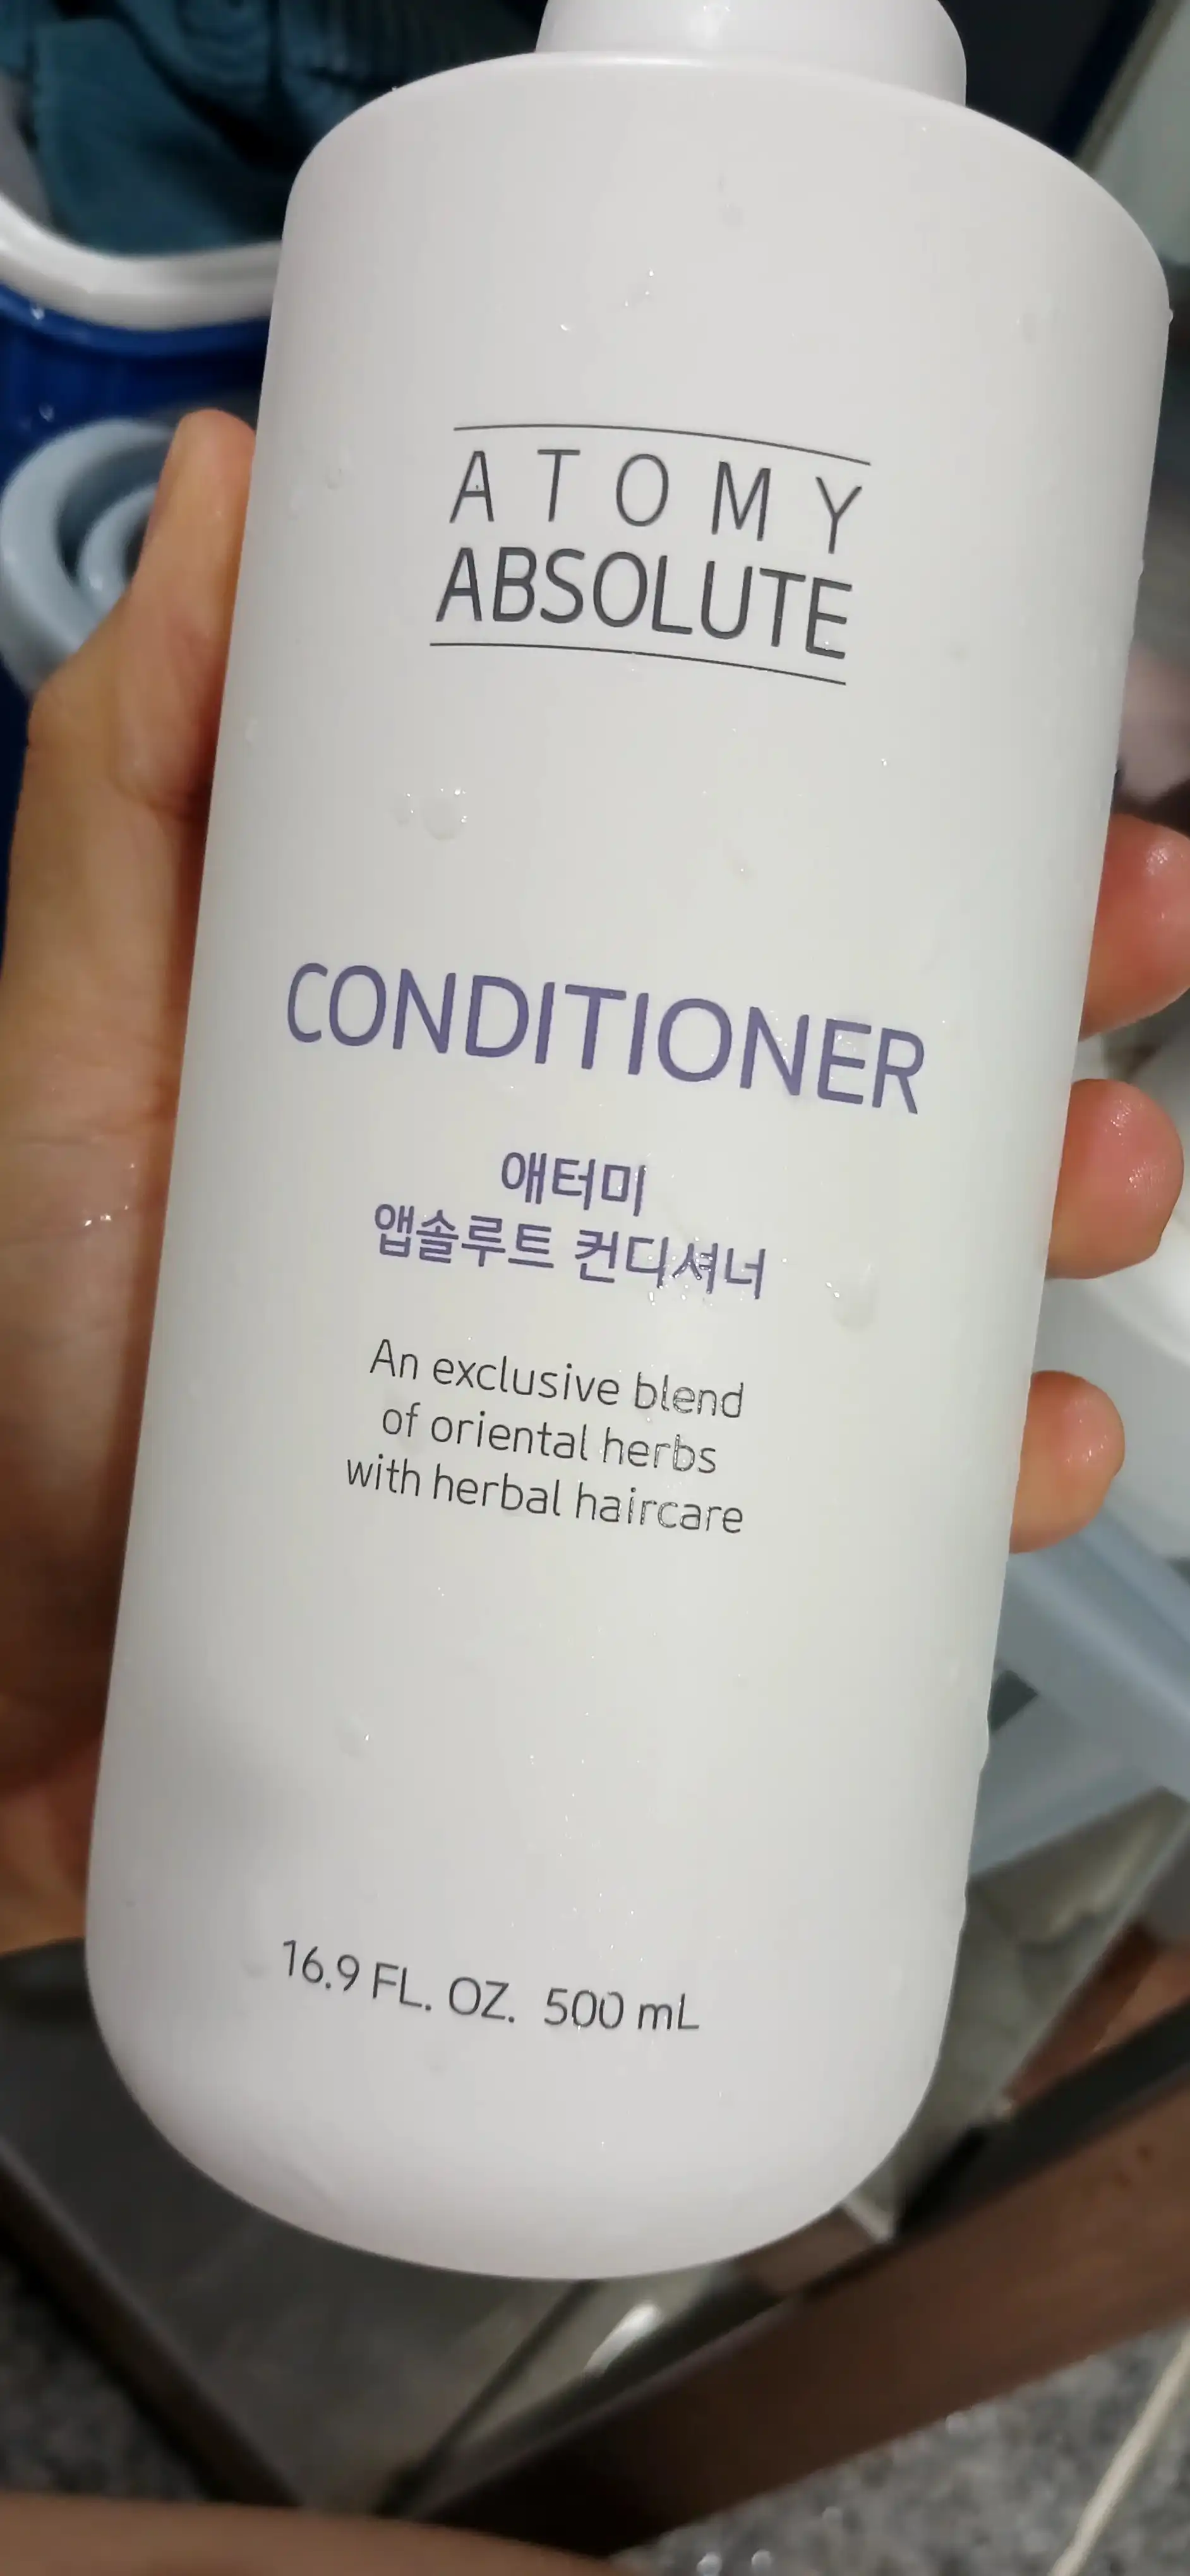 ATOMY
ABSOLUTE
CONDITIONER
애터미
앱솔루트 컨디셔너
An exclusive blend
of oriental herbs
with herbal haircare
16.9 FL. OZ. 500 mL